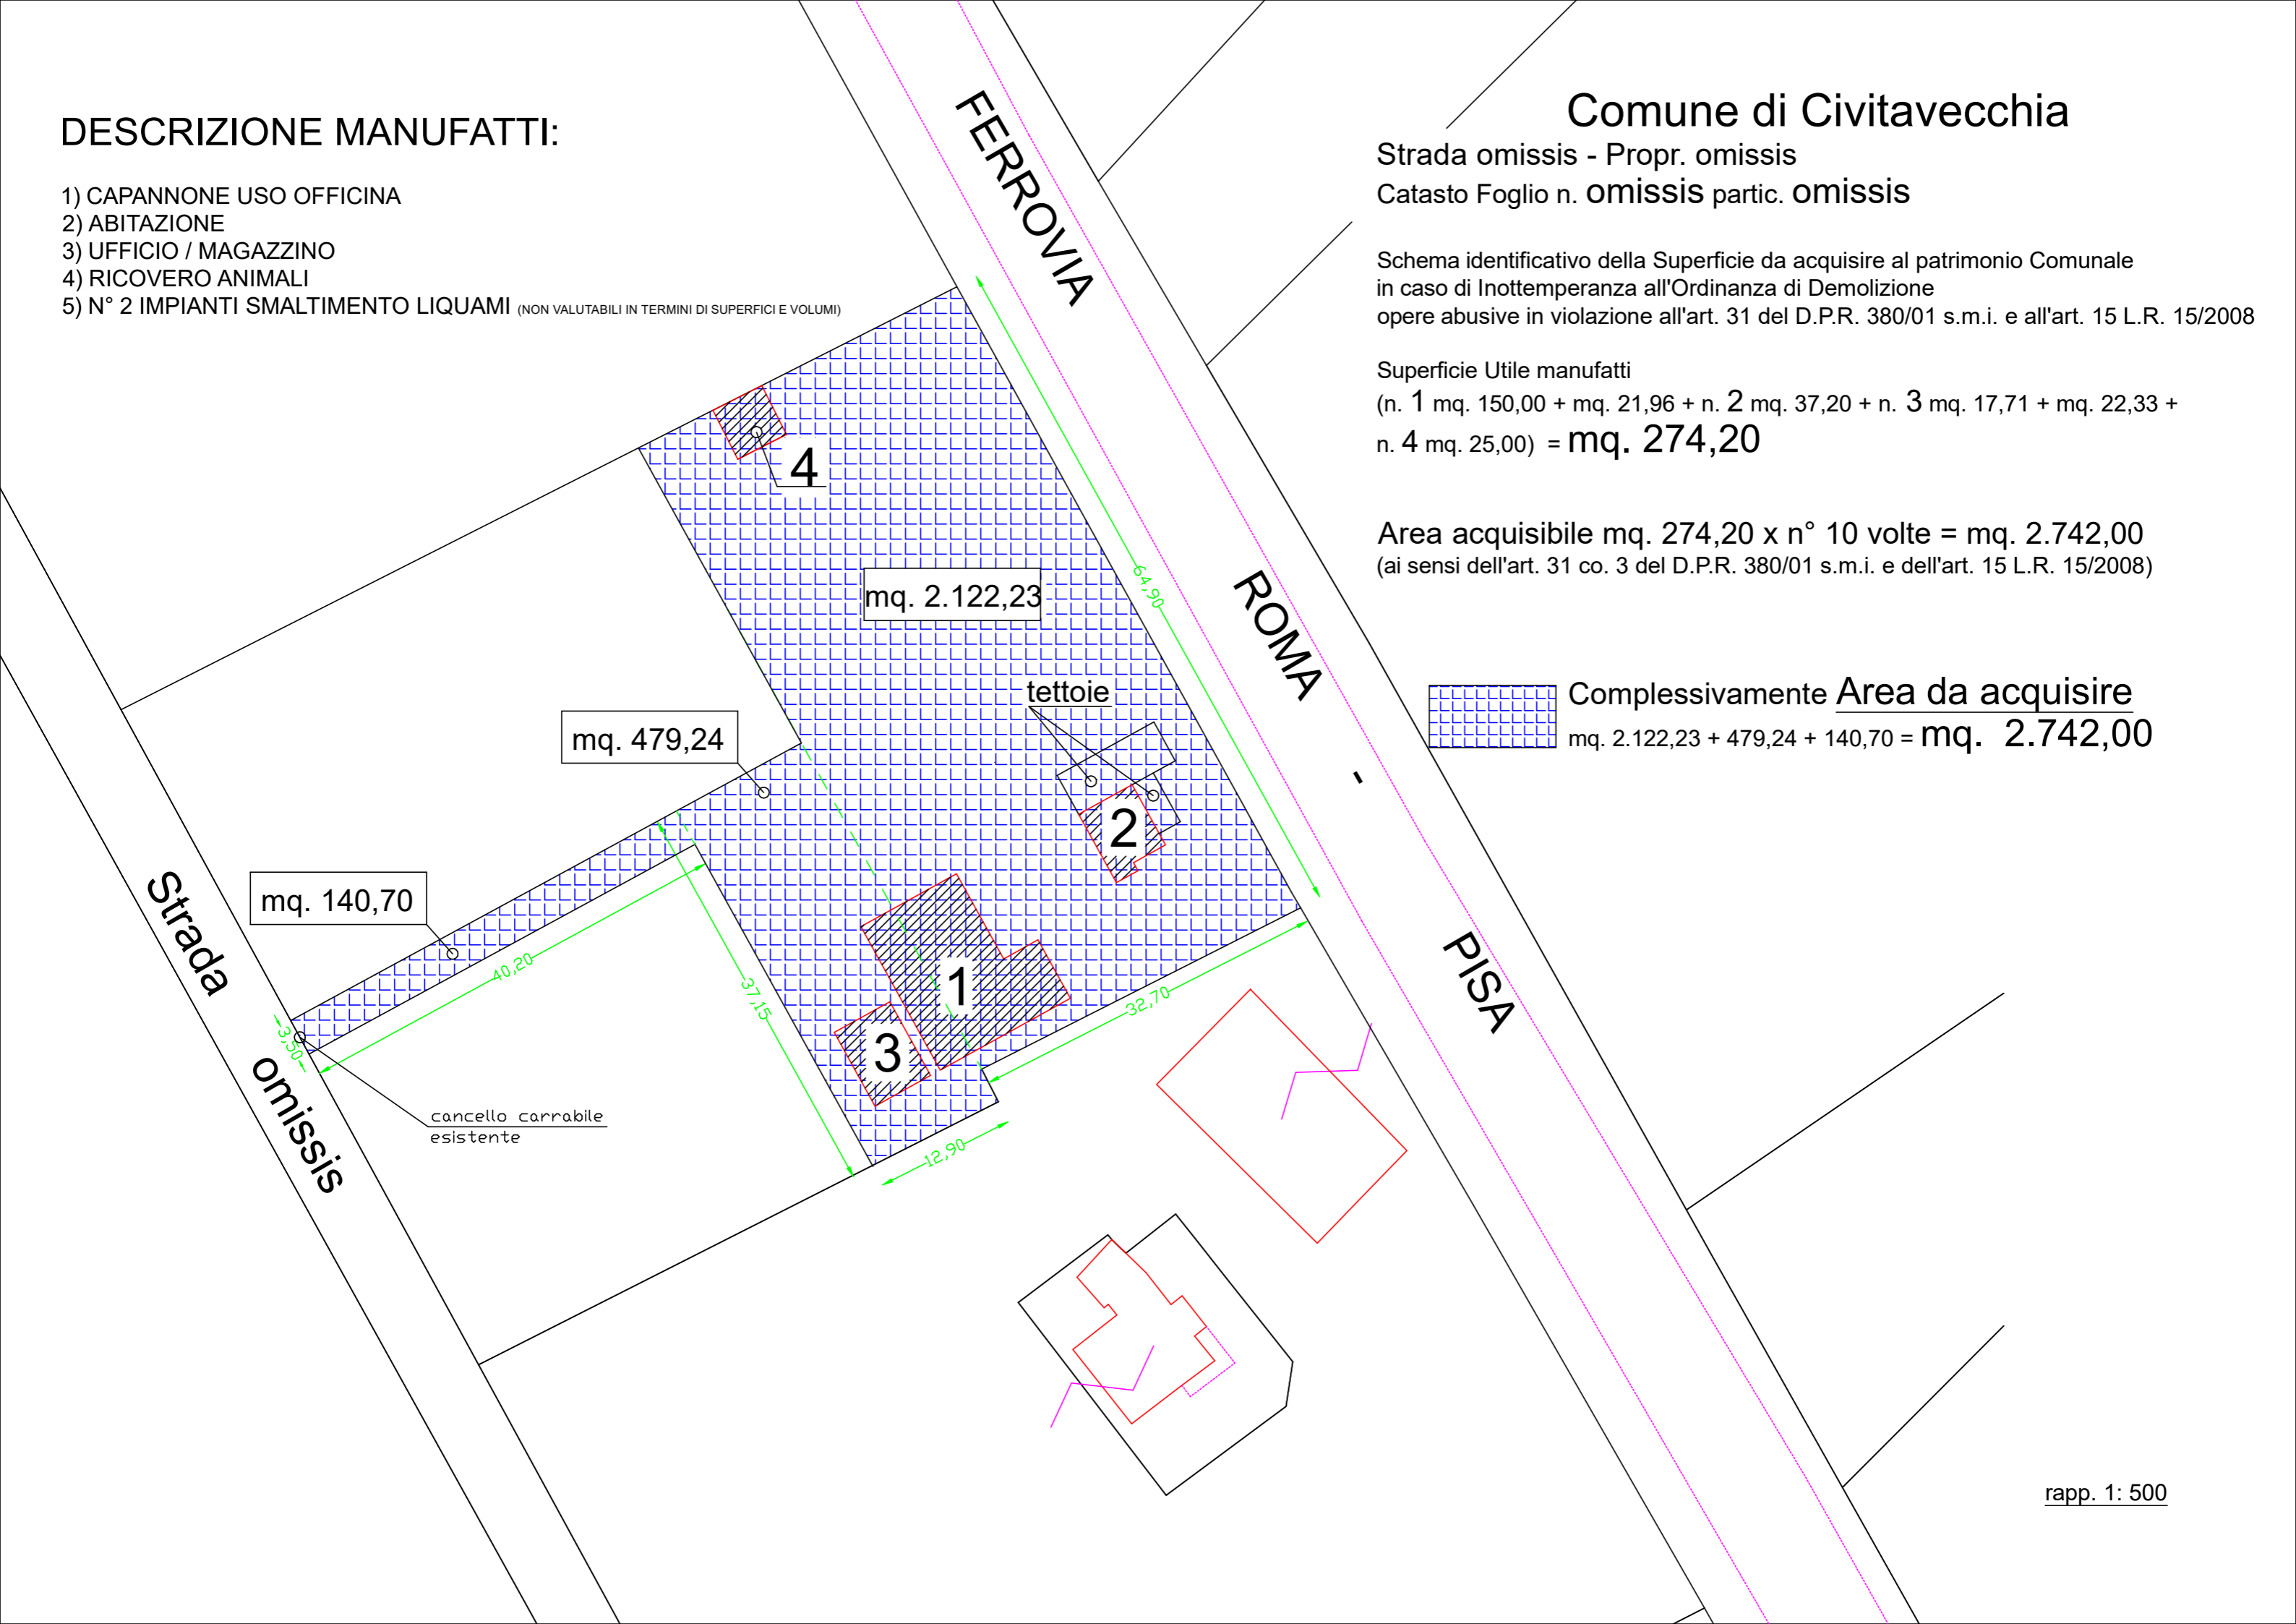 DESCRIZIONE MANUFATTI:
1) CAPANNONE USO OFFICINA
2) ABITAZIONE
3) UFFICIO / MAGAZZINO
4) RICOVERO ANIMALI
5) N° 2 IMPIANTI SMALTIMENTO LIQUAMI (NON VALUTABILI IN TERMINI DI SUPERFICI E VOLUMI)
Comune di Civitavecchia
Strada omissis - Propr. omissis
Catasto Foglio n. omissis partic. omissis
Schema identificativo della Superficie da acquisire al patrimonio Comunale
in caso di Inottemperanza all'Ordinanza di Demolizione
opere abusive in violazione all'art. 31 del D.P.R. 380/01 s.m.i. e all'art. 15 L.R. 15/2008
Superficie Utile manufatti
(n. 1 mq. 150,00 + mq. 21,96 + n. 2 mq. 37,20 + n. 3 mq. 17,71 + mq. 22,33 +
n. 4 mq. 25,00) = mq. 274,20
Area acquisibile mq. 274,20 x n° 10 volte = mq. 2.742,00
(ai sensi dell'art. 31 co. 3 del D.P.R. 380/01 s.m.i. e dell'art. 15 L.R. 15/2008)
Complessivamente Area da acquisire
mq. 2.122,23 + 479,24 + 140,70 = mq. 2.742,00
FERROVIA
ROMA
-
PISA
4
64,90
mq. 2.122,23
tettoie
mq. 479,24
2
mq. 140,70
40,20
37,15
1
3
32,70
3,50
12,90
Strada
omissis
cancello carrabile
esistente
rapp. 1: 500